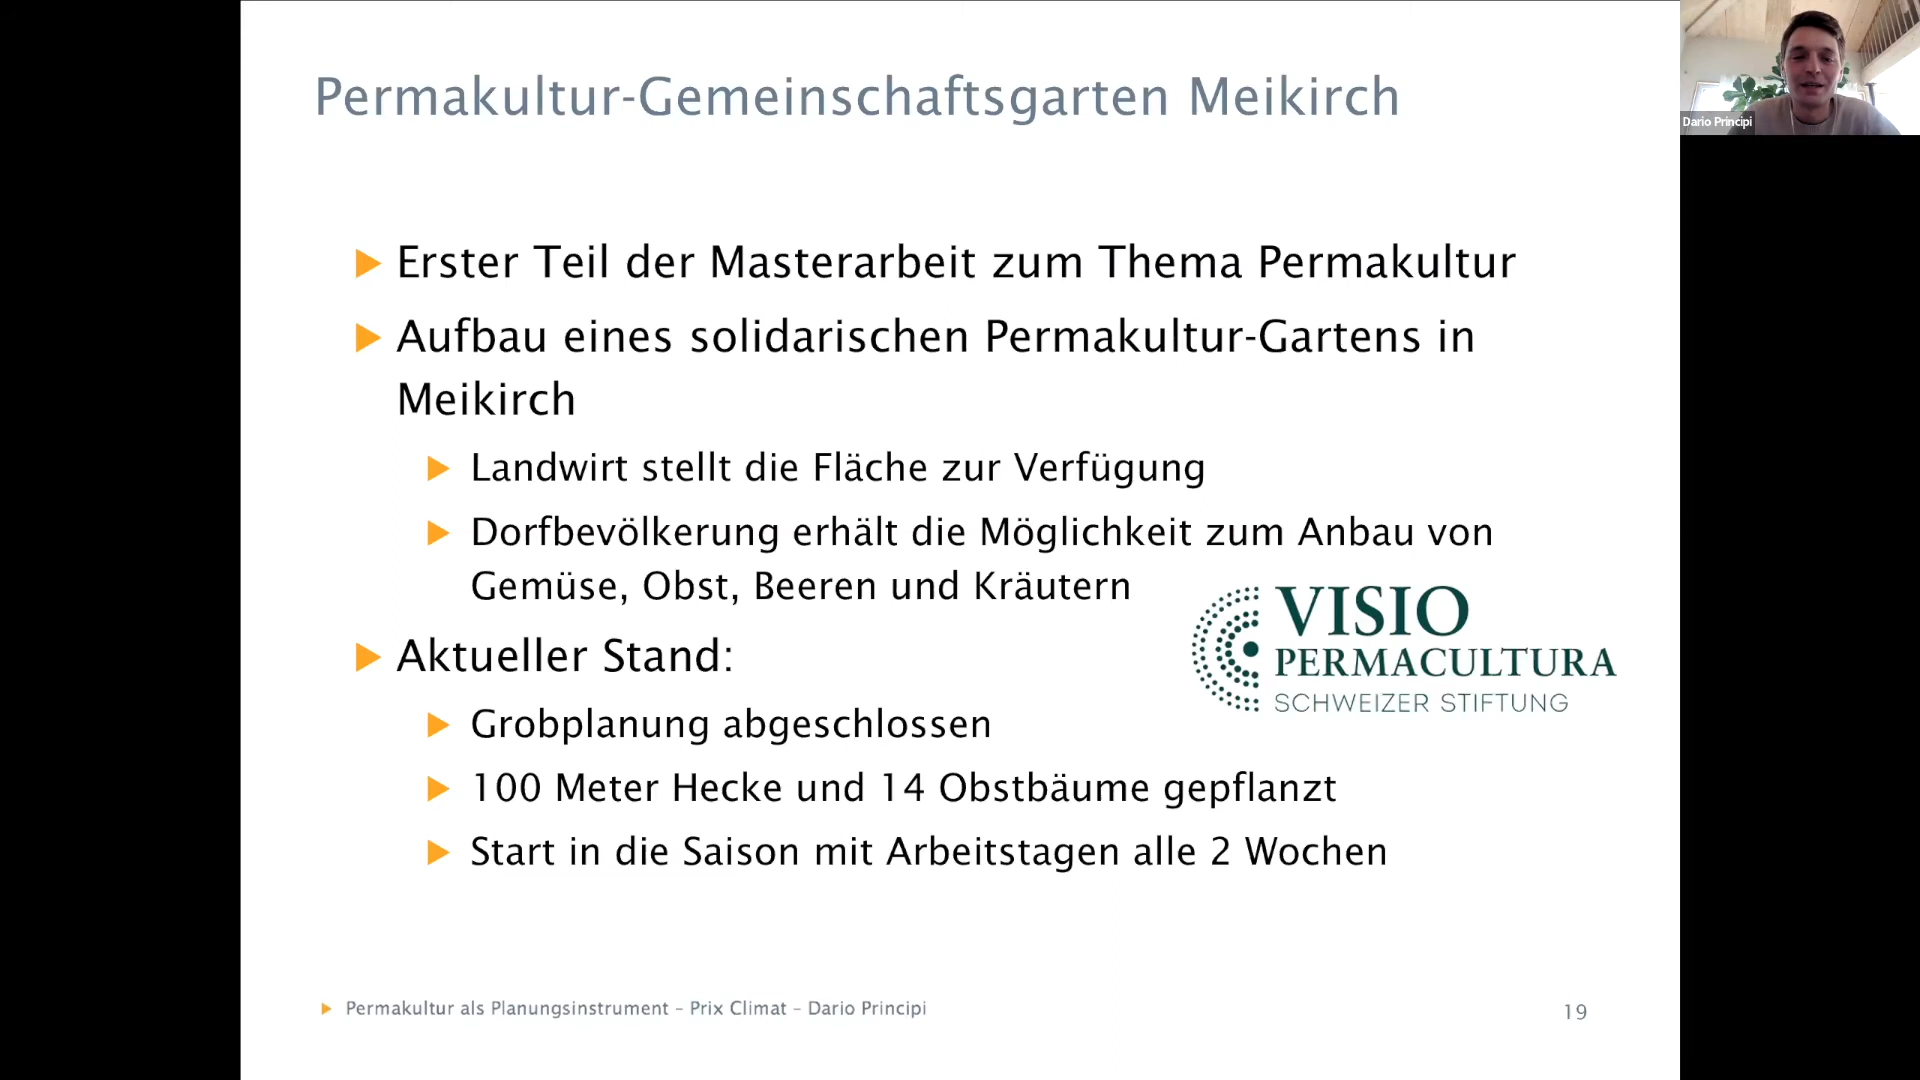 Permakultur-Gemeinschaftsgarten Meikirch
Dario Principi
Erster Teil der Masterarbeit zum Thema Permakultur
Aufbau eines solidarischen Permakultur-Gartens in
Meikirch
Landwirt stellt die Fläche zur Verfügung
Dorfbevölkerung erhält die Möglichkeit zum Anbau von
Gemüse, Obst, Beeren und Kräutern
VISIO
PERMACULTURA
SCHWEIZER STIFTUNG
Aktueller Stand:
Grobplanung abgeschlossen
100 Meter Hecke und 14 Obstbäume gepflanzt
Start in die Saison mit Arbeitstagen alle 2 Wochen
Permakultur als Planungsinstrument – Prix Climat – Dario Principi
19